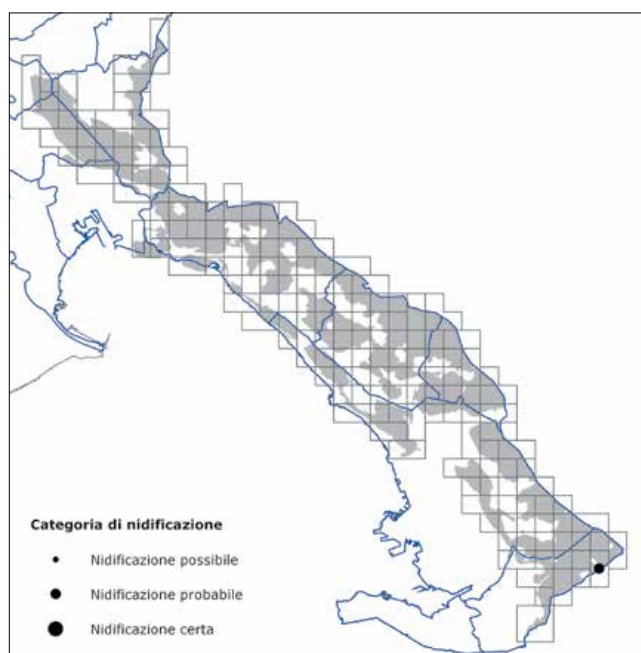 Categoria di nidificazione
Nidificazione possibile
Nidificazione probabile
Nidificazione certa